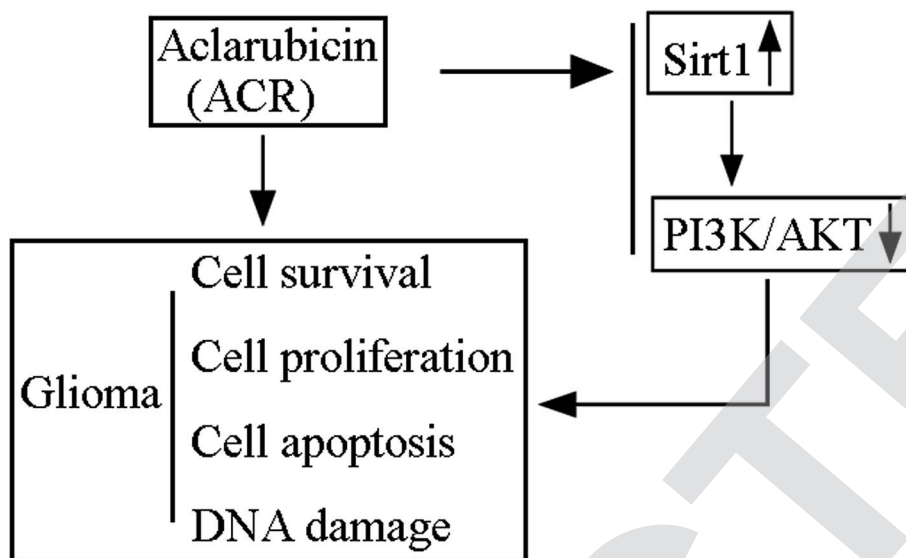 Aclarubicin
(ACR)
Sirt1
PI3K/AKT
Glioma
Cell survival
Cell proliferation
Cell apoptosis
DNA damage